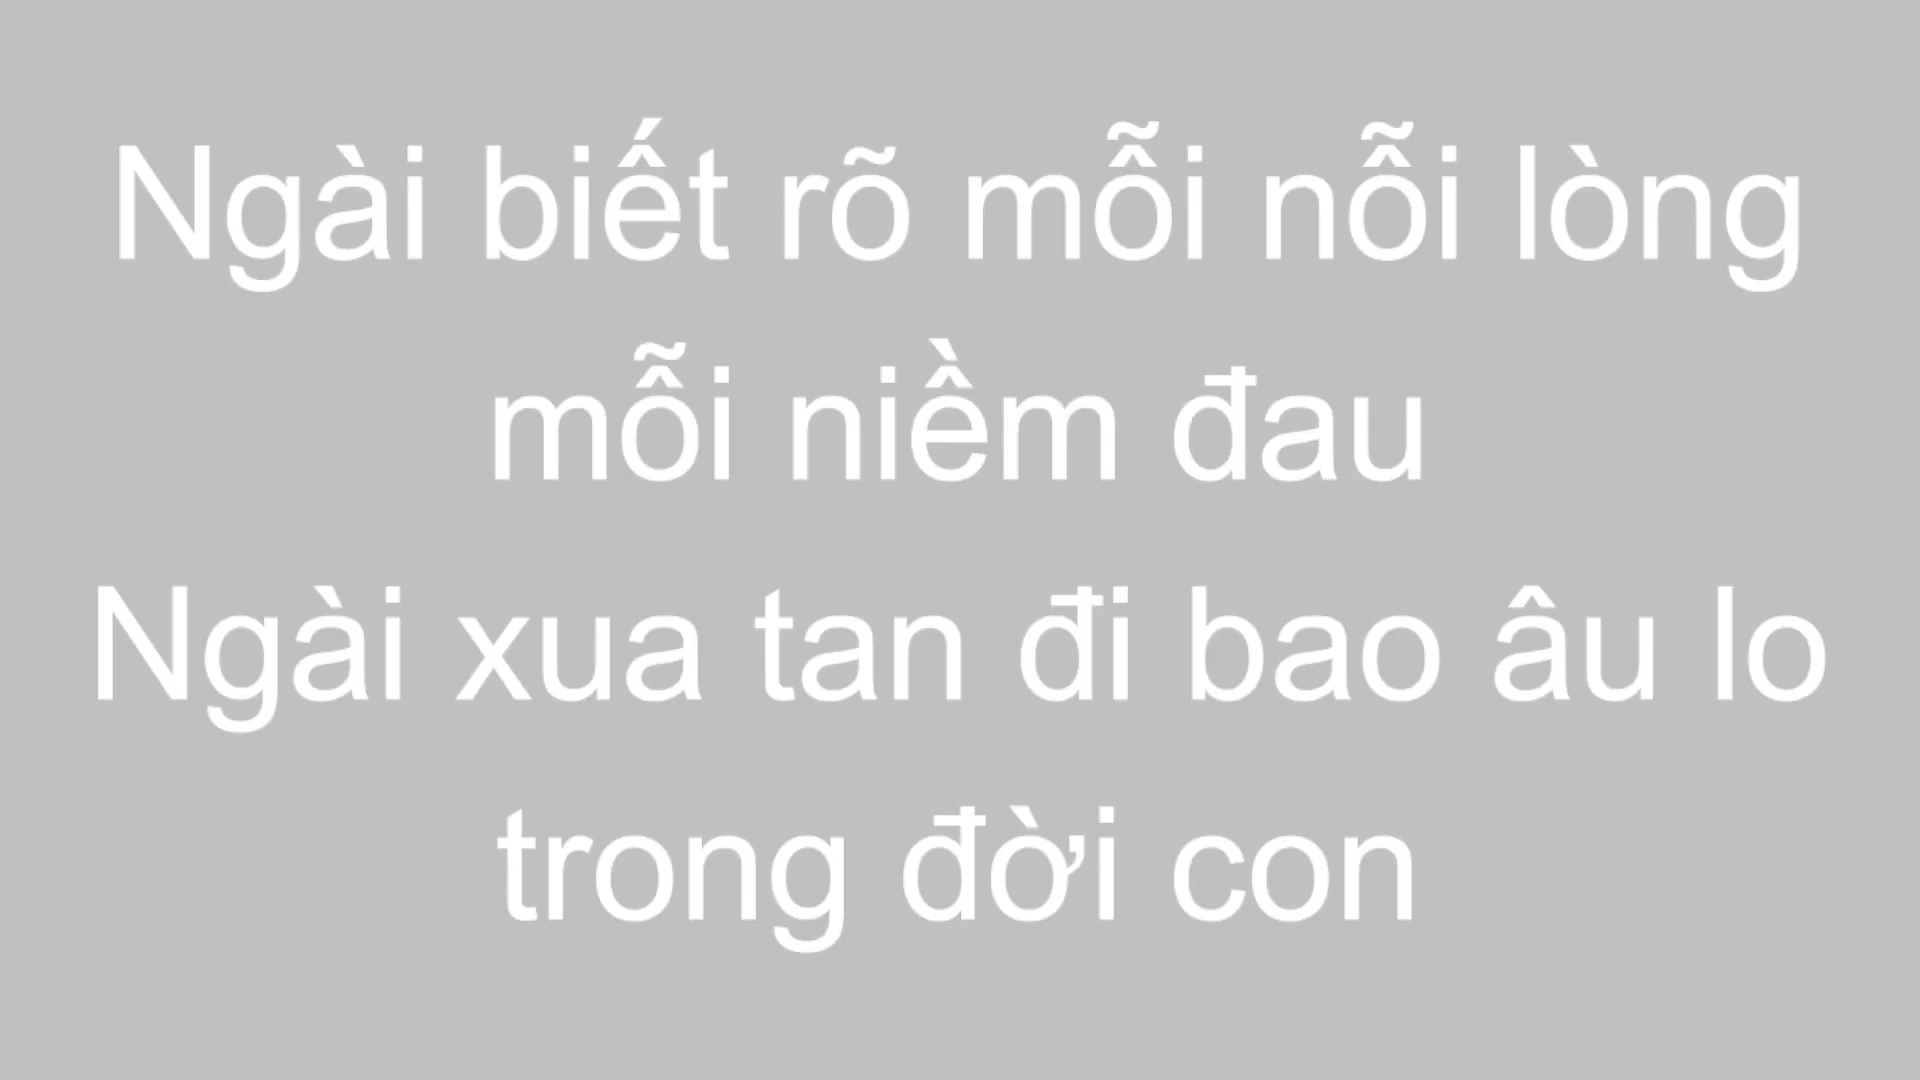 Ngài biết rõ mỗi nỗi lòng
mỗi niềm đau
Ngài xua tan đi bao âu lo
trong đời con